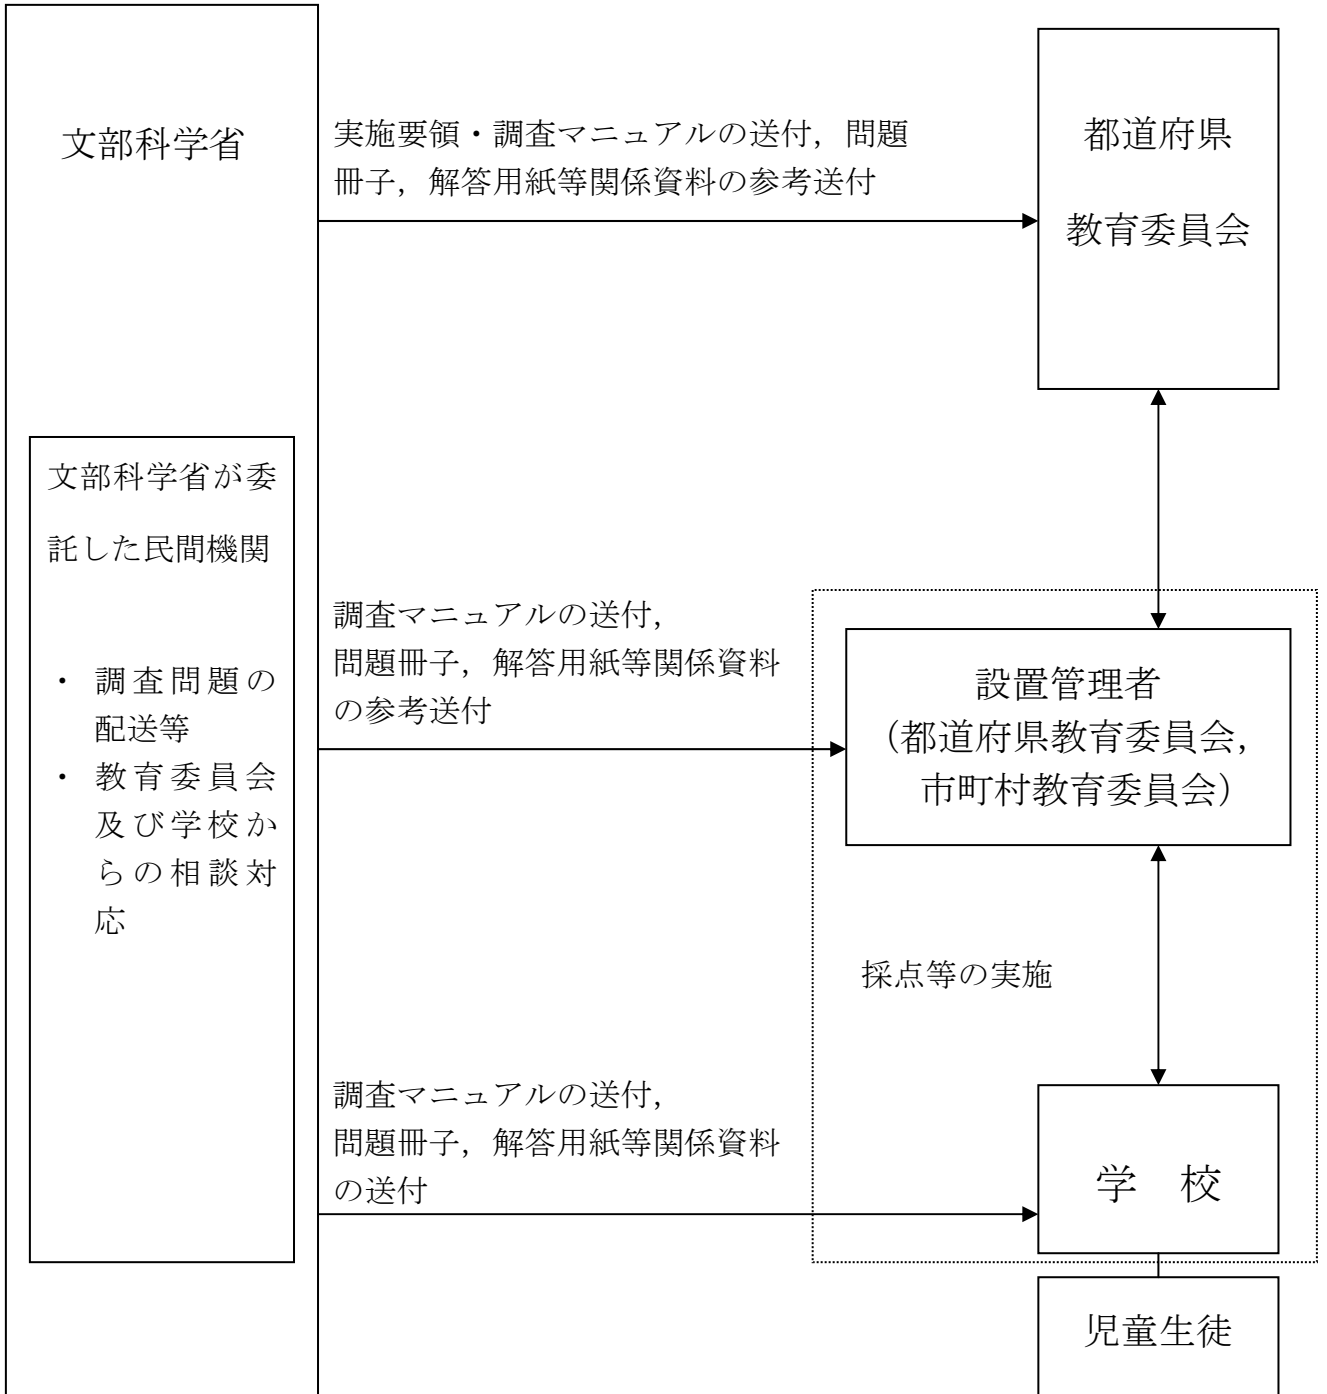 文部科学省
実施要領・調査マニュアルの送付，問題
冊子，解答用紙等関係資料の参考送付
都道府県
教育委員会
文部科学省が委
託した民間機関
・ 調査問題の
配送等
・ 教育委員会
及び学校か
らの相談対
応
調査マニュアルの送付，
問題冊子，解答用紙等関係資料
の参考送付
設置管理者
（都道府県教育委員会，
市町村教育委員会）
採点等の実施
調査マニュアルの送付，
問題冊子，解答用紙等関係資料
の送付
学　校
児童生徒